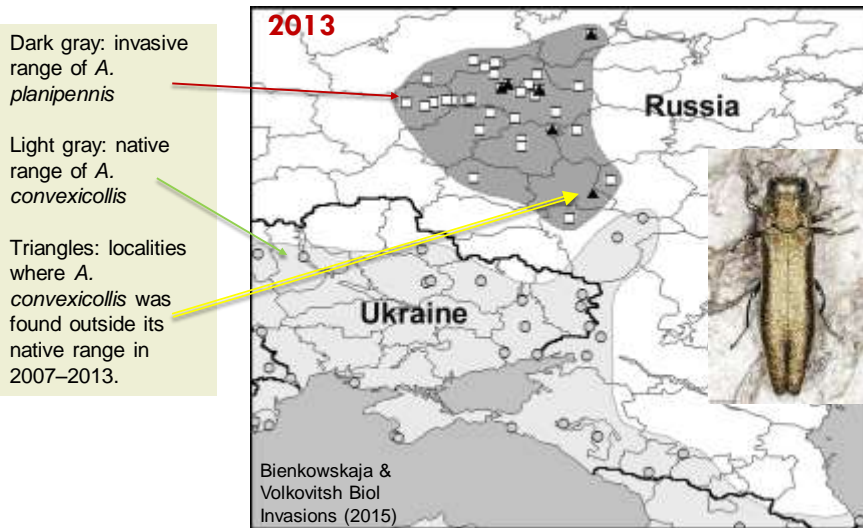 Dark gray: invasive
range of A.
planipennis
Light gray: native
range of A.
convexicollis
Triangles: localities
where A.
convexicollis was
found outside its
native range in
2007–2013.
2013
Russia
Ukraine
Bienkowskaja &
Volkovitsh Biol
Invasions (2015)